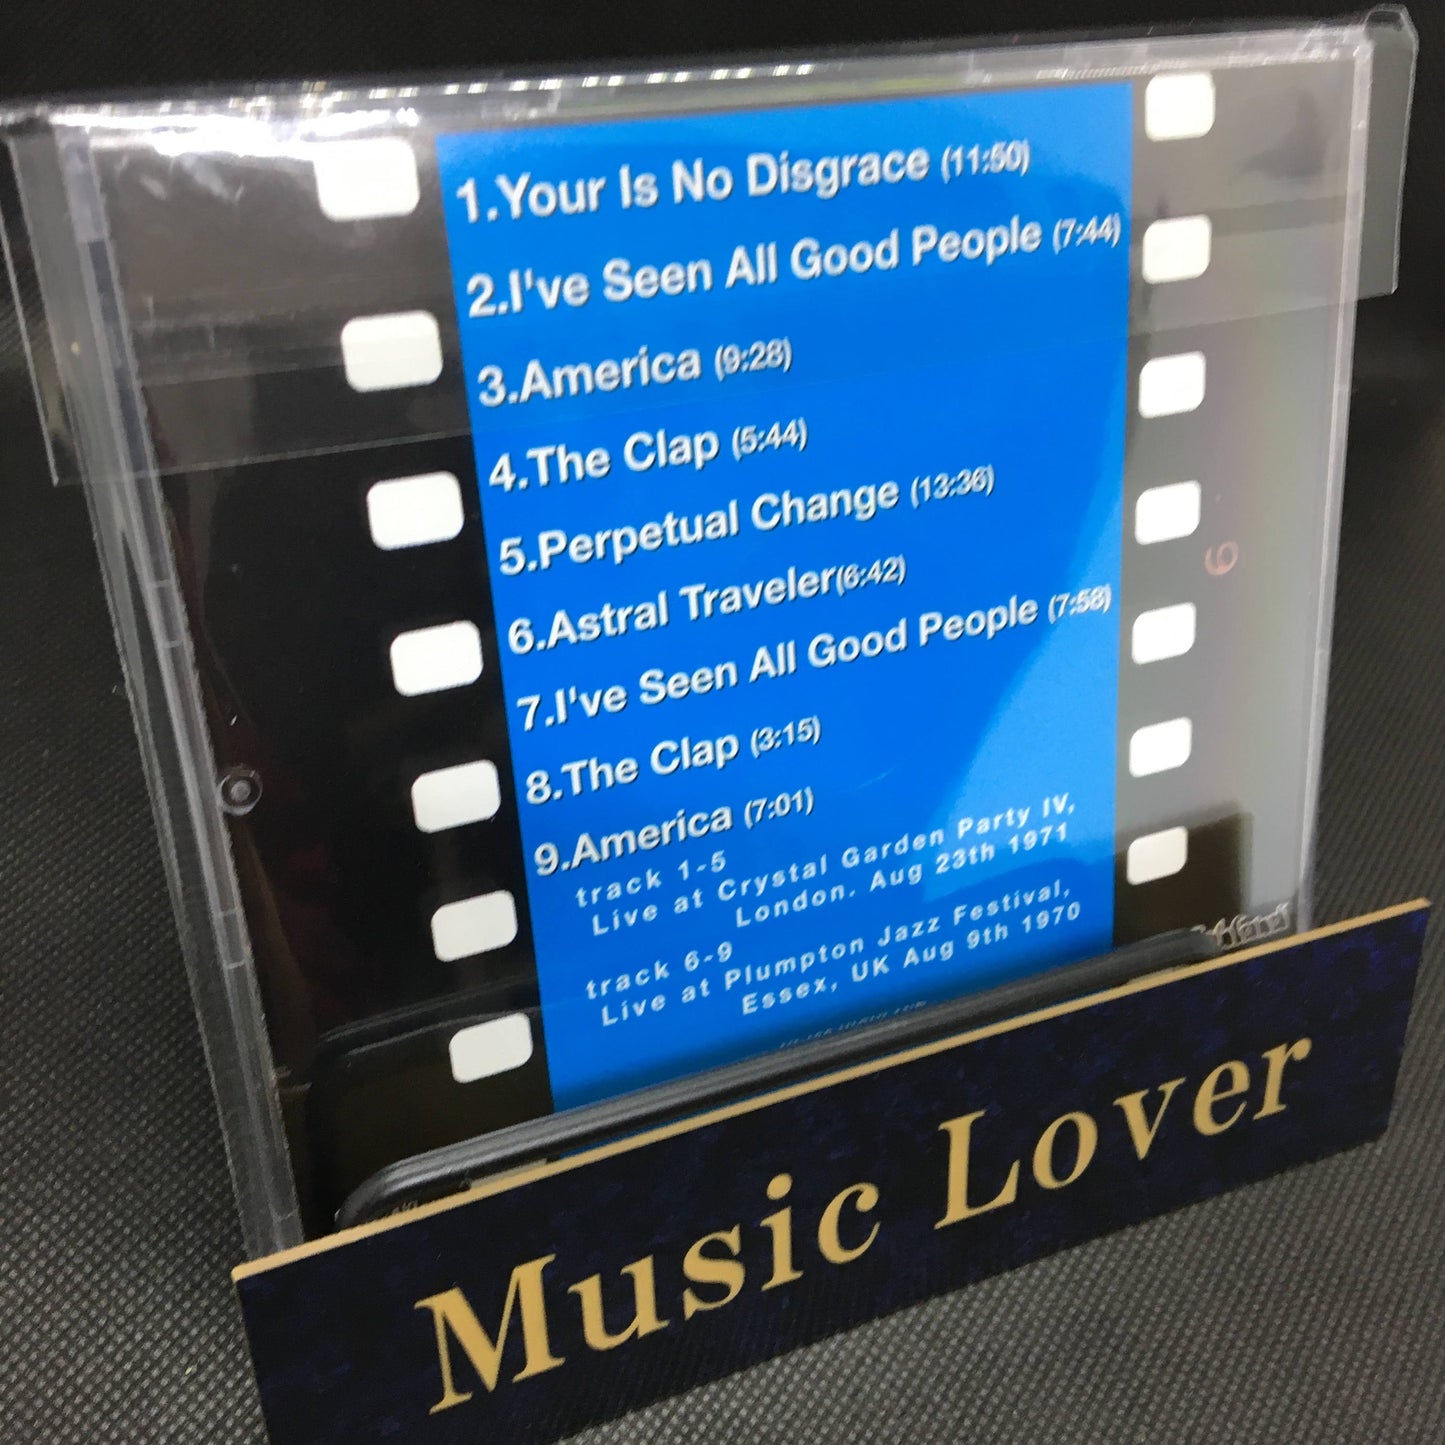 1.Your Is No Disgrace (11:50)
2.I've Seen All Good People (7:44)
3.America (9:28)
4.The Clap (5:44)
5.Perpetual Change (13:36)
6.Astral Traveler(6:42)
7.I've Seen All Good People (7:58)
8.The Clap (3:15)
9.America (7:01)
track 1-5
Live at Crystal Garden Party IV,
London. Aug 23th 1971
track 6-9
Live at Plumpton Jazz Festival,
Essex, UK Aug 9th 1970
Music Lover